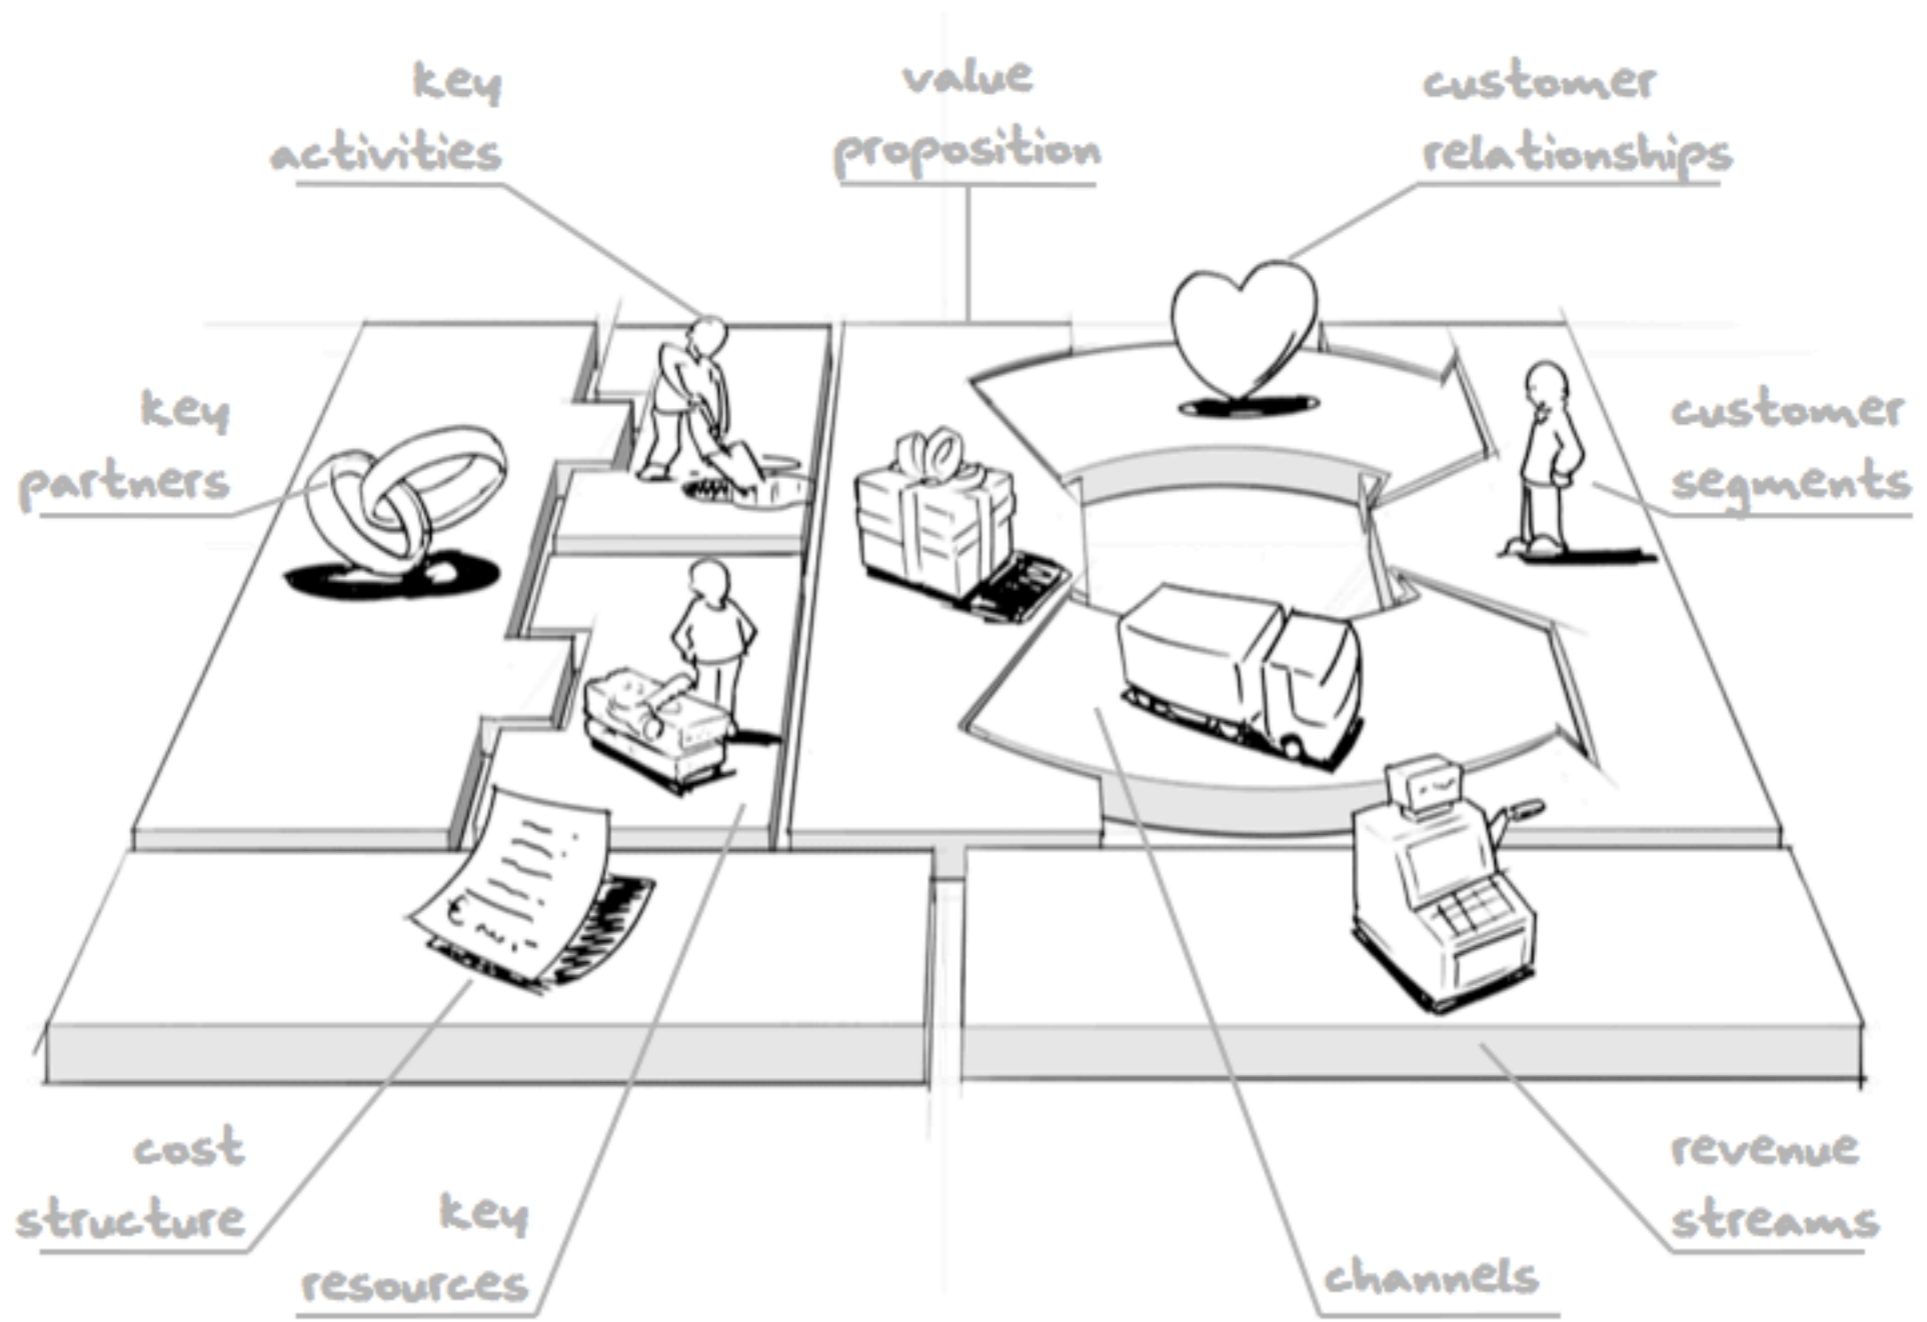 key
activities
value
proposition
customer
relationships
key
partners
customer
segments
cost
structure
key
resources
channels
revenue
streams